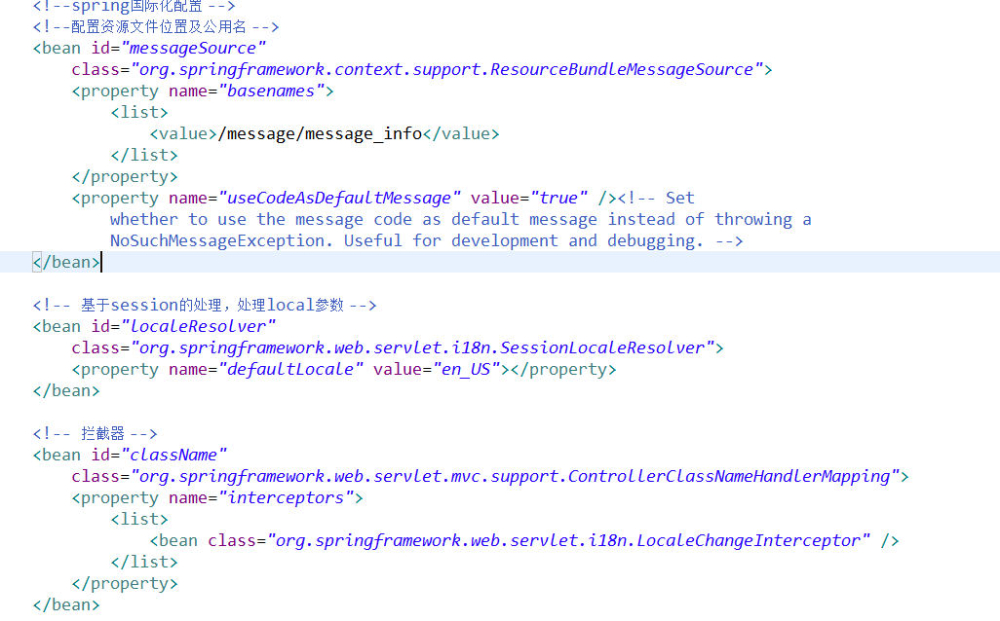 <!--spring国际化配置 -->
<!--配置资源文件位置及公用名 -->
<bean id="messageSource"
class="org.springframework.context.support.ResourceBundleMessageSource">
<property name="basenames">
<list>
<value>/message/message_info</value>
</list>
</property>
<property name="useCodeAsDefaultMessage" value="true" /><!-- Set
whether to use the message code as default message instead of throwing a
NoSuchMessageException. Useful for development and debugging. -->
</bean>
<!-- 基于session的处理，处理local参数 -->
<bean id="localeResolver"
class="org.springframework.web.servlet.i18n.SessionLocaleResolver">
<property name="defaultLocale" value="en_US"></property>
</bean>
<!-- 拦截器 -->
<bean id="className"
class="org.springframework.web.servlet.mvc.support.ControllerClassNameHandlerMapping">
<property name="interceptors">
<list>
<bean class="org.springframework.web.servlet.i18n.LocaleChangeInterceptor" />
</list>
</property>
</bean>